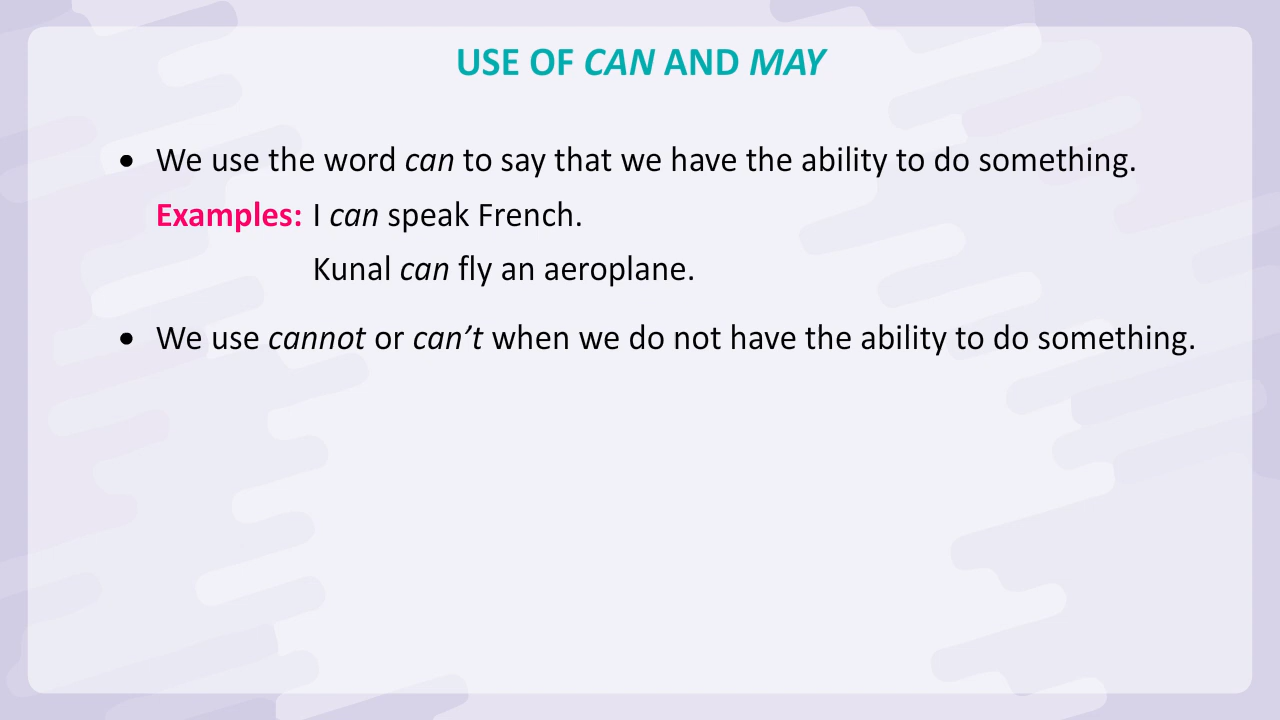 USE OF CAN AND MAY
• We use the word can to say that we have the ability to do something.
Examples: I can speak French.
Kunal can fly an aeroplane.
• We use cannot or can’t when we do not have the ability to do something.